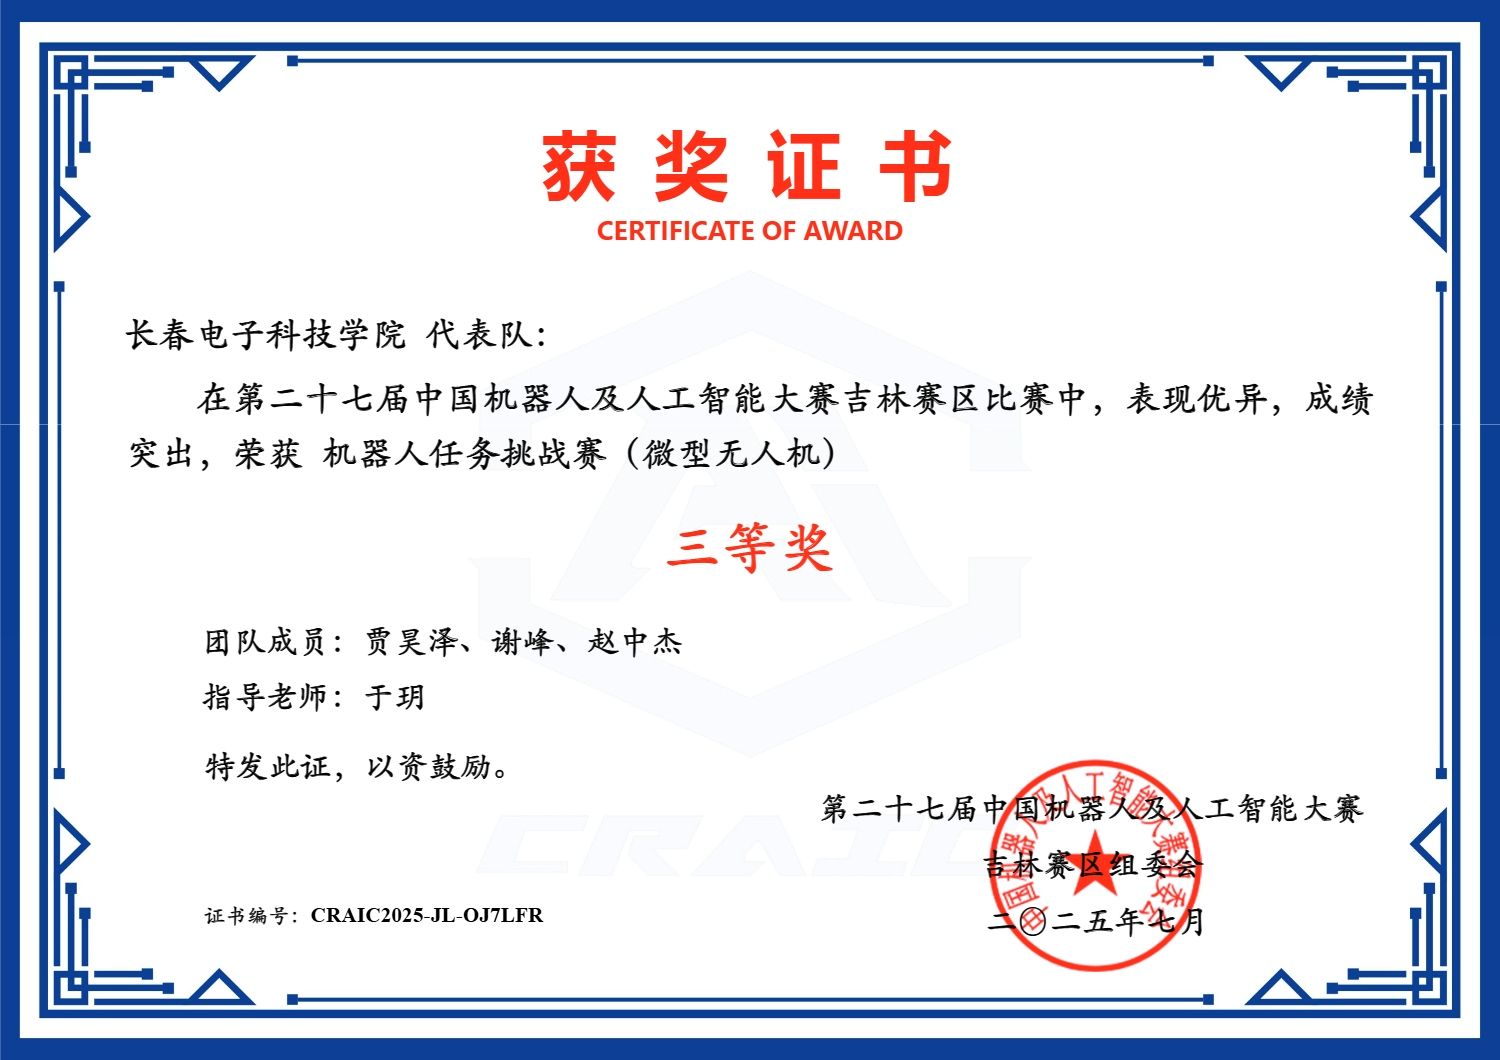 获奖证书
CERTIFICATE OF AWARD
长春电子科技学院 代表队：
在第二十七届中国机器人及人工智能大赛吉林赛区比赛中，表现优异，成绩
突出，荣获 机器人任务挑战赛（微型无人机）
三等奖
团队成员：贾昊泽、谢峰、赵中杰
指导老师：于玥
特发此证，以资鼓励。
第二十七届中国机器人及人工智能大赛
吉林赛区组委会
二〇二五年七月
中国机器人及人工智能大赛组委会
证书编号：CRAIC2025-JL-OJ7LFR
CRAIC